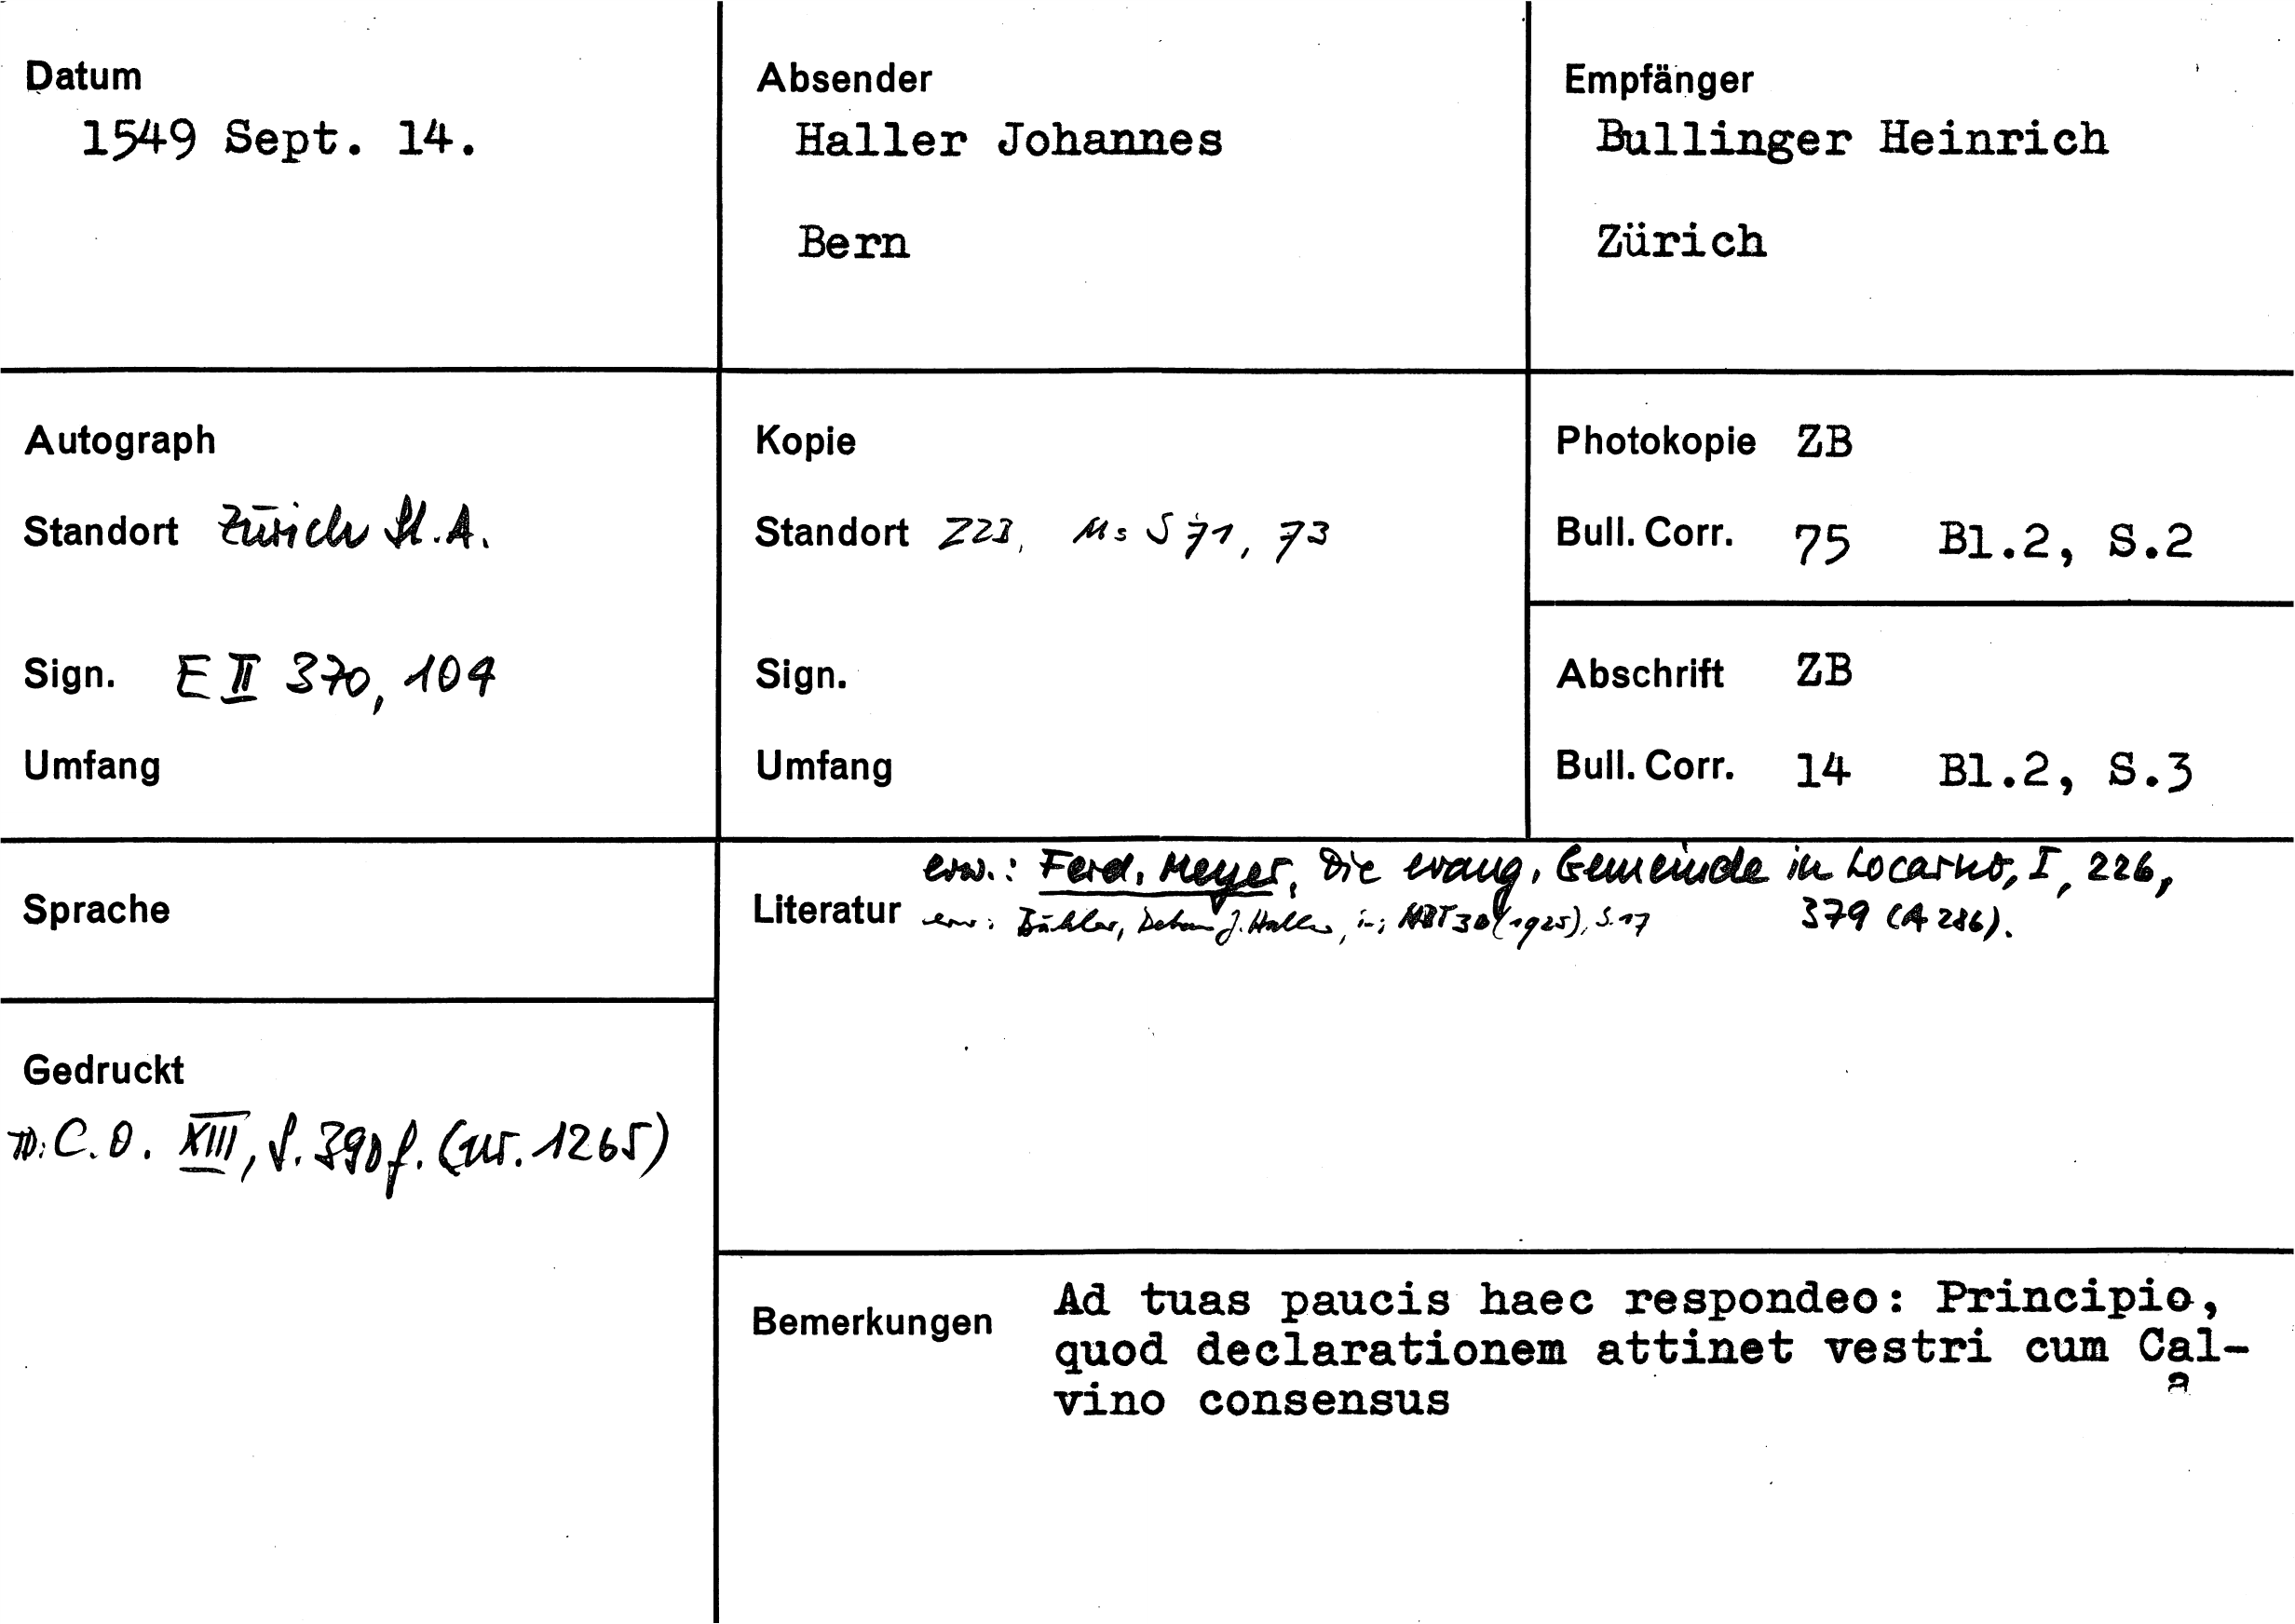 Datum
1549 Sept. 14.
Absender
Haller Johannes
Bern
Empfänger
Bullinger Heinrich
Zürich
Autograph
Standort Zürich St.A.
Sign. E II 370, 104
Umfang
Kopie
Standort ZZB, Ms S 71, 73
Sign.
Umfang
Photokopie ZB
Bull. Corr. 75 Bl.2, S.2
Abschrift ZB
Bull. Corr. 14 Bl.2, S.3
Sprache
Gedruckt
C.O. XIII, S. 390 f. (nr. 1265)
erw.: Ferd. Meyer, Die evang. Gemeinde in Locarno, I, 226,
379 (A 286).
Literatur erw: Bähler, Dekan J. Haller, in; NBT 30 (1925), S. 17
Bemerkungen
Ad tuas paucis haec respondeo: Principio,
quod declarationem attinet vestri cum Cal-
vino consensus
a